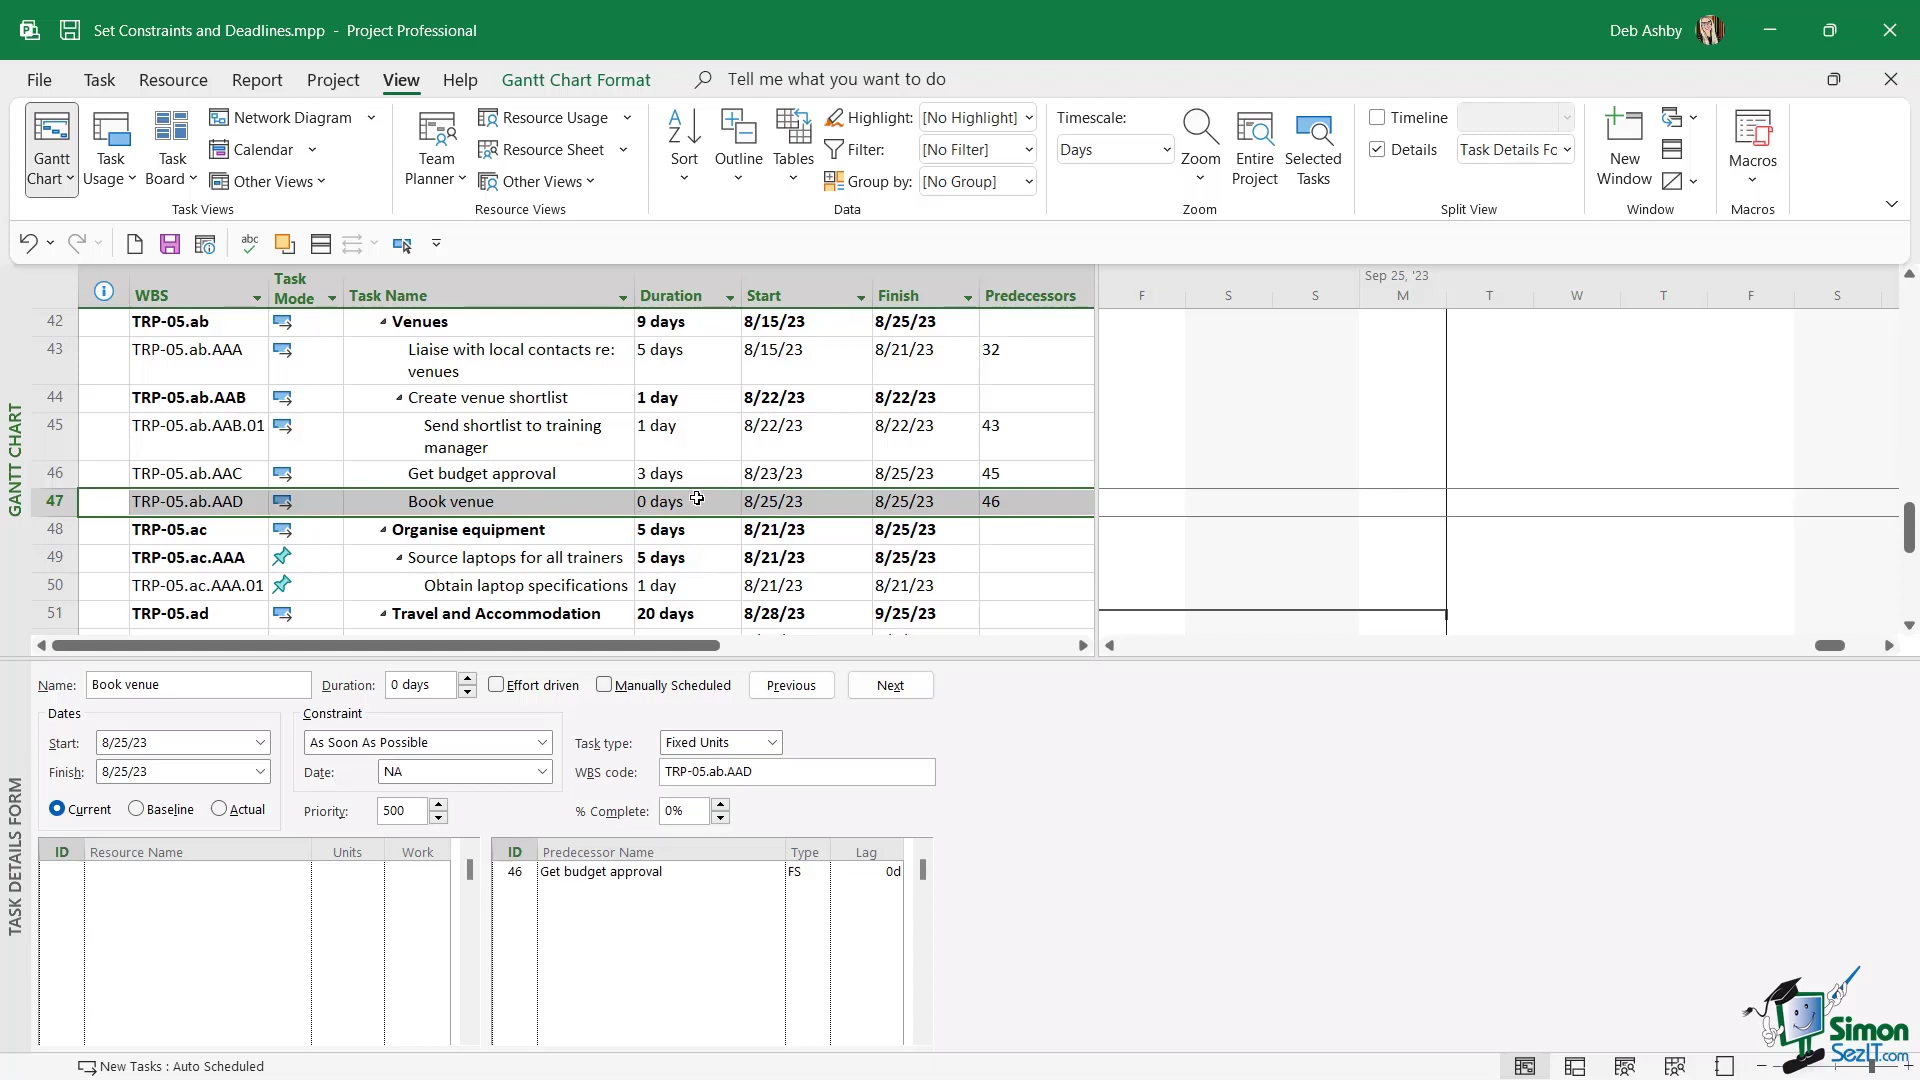 Set Constraints and Deadlines.mpp - Project Professional
Deb Ashby
File Task Resource Report Project View Help Gantt Chart Format Tell me what you want to do
Gantt Chart
Task Usage
Task Board
Network Diagram
Calendar
Other Views
Task Views
Team Planner
Resource Usage
Resource Sheet
Other Views
Resource Views
Sort
Outline
Tables
Highlight: [No Highlight]
Filter: [No Filter]
Group by: [No Group]
Data
Timescale:
Days
Zoom
Entire Project
Selected Tasks
Zoom
Timeline
Details Task Details Fo
Split View
New Window
Window
Macros
Macros
abc
GANTT CHART
WBS Task Mode Task Name Duration Start Finish Predecessors
Sep 25, '23
F S S M T W T F S
42 TRP-05.ab Venues 9 days 8/15/23 8/25/23
43 TRP-05.ab.AAA Liaise with local contacts re: venues 5 days 8/15/23 8/21/23 32
44 TRP-05.ab.AAB Create venue shortlist 1 day 8/22/23 8/22/23
45 TRP-05.ab.AAB.01 Send shortlist to training manager 1 day 8/22/23 8/22/23 43
46 TRP-05.ab.AAC Get budget approval 3 days 8/23/23 8/25/23 45
47 TRP-05.ab.AAD Book venue 0 days 8/25/23 8/25/23 46
48 TRP-05.ac Organise equipment 5 days 8/21/23 8/25/23
49 TRP-05.ac.AAA Source laptops for all trainers 5 days 8/21/23 8/25/23
50 TRP-05.ac.AAA.01 Obtain laptop specifications 1 day 8/21/23 8/21/23
51 TRP-05.ad Travel and Accommodation 20 days 8/28/23 9/25/23
TASK DETAILS FORM
Name: Book venue Duration: 0 days Effort driven Manually Scheduled Previous Next
Dates Constraint
Start: 8/25/23 As Soon As Possible Task type: Fixed Units
Finish: 8/25/23 Date: NA WBS code: TRP-05.ab.AAD
Current Baseline Actual Priority: 500 % Complete: 0%
ID Resource Name Units Work ID Predecessor Name Type Lag
46 Get budget approval FS 0d
Simon
SezIT.com
New Tasks : Auto Scheduled